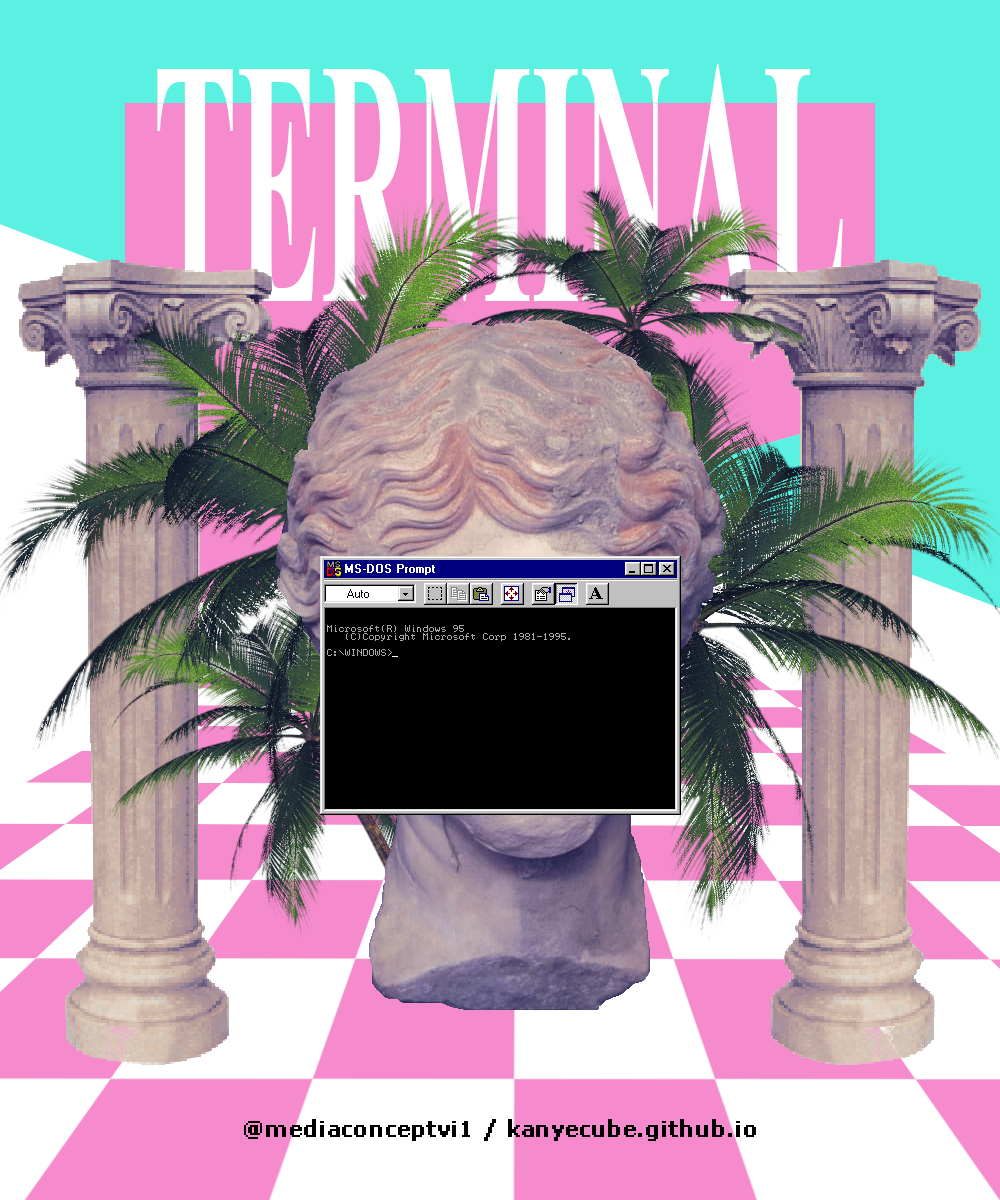 TERMINAL
MS-DOS Prompt
Auto
A
Microsoft(R) Windows 95
(C)Copyright Microsoft Corp 1981-1995.
C:\WINDOWS>_
@mediaconceptvi1 / kanyecube.github.io